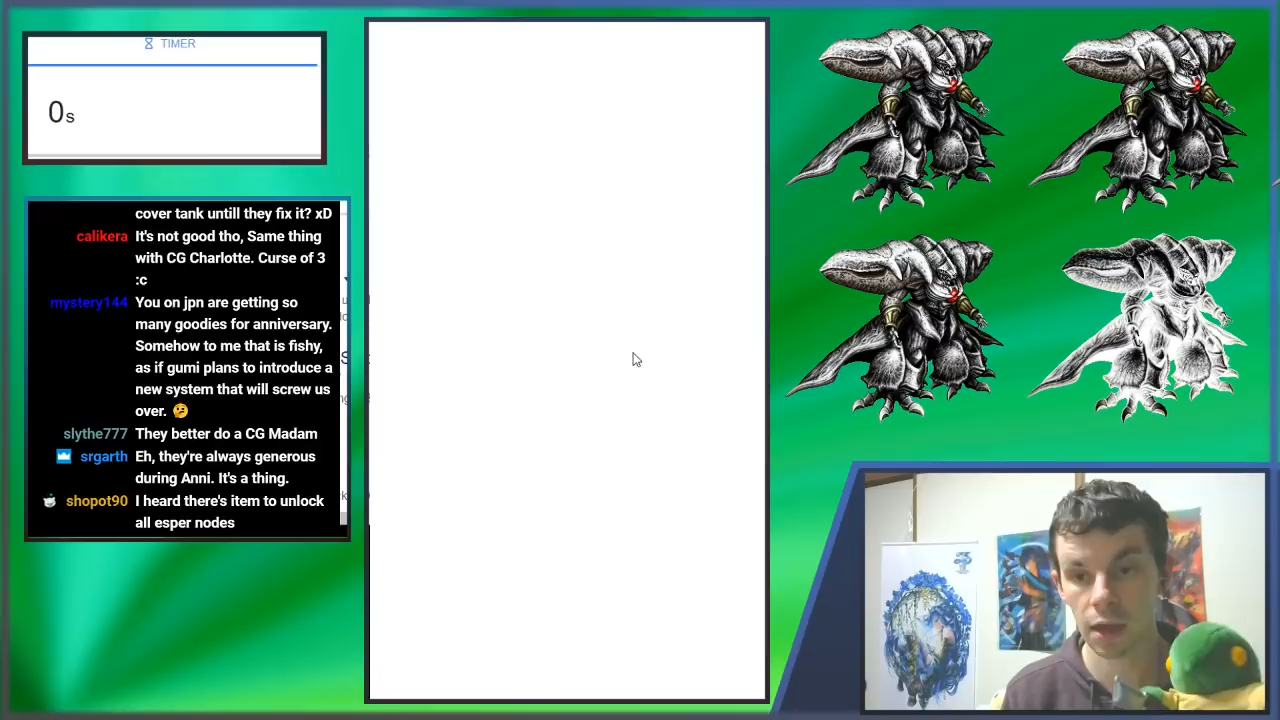 TIMER
0s
cover tank untill they fix it? xD
calikera It's not good tho, Same thing
with CG Charlotte. Curse of 3
:c
mystery144 You on jpn are getting so
many goodies for anniversary.
Somehow to me that is fishy,
as if gumi plans to introduce a
new system that will screw us
over. 🤔
slythe777 They better do a CG Madam
srgarth Eh, they're always generous
during Anni. It's a thing.
shopot90 I heard there's item to unlock
all esper nodes